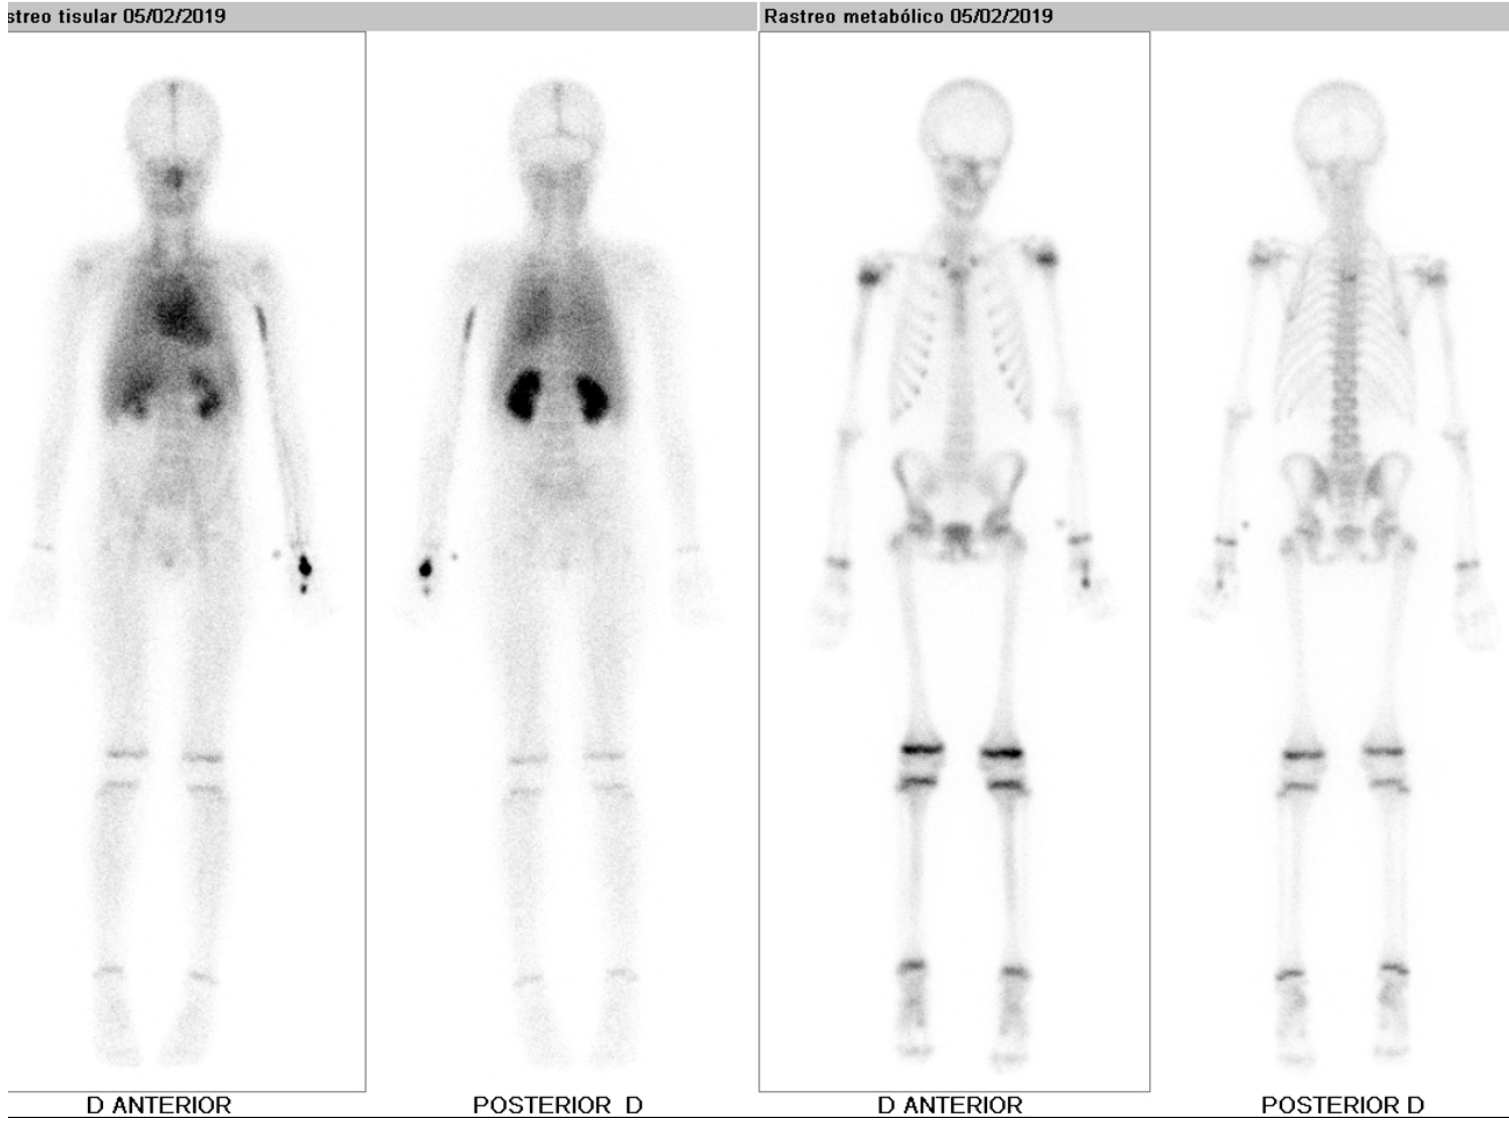 streo tisular 05/02/2019
Rastreo metabólico 05/02/2019
D ANTERIOR
POSTERIOR D
D ANTERIOR
POSTERIOR D